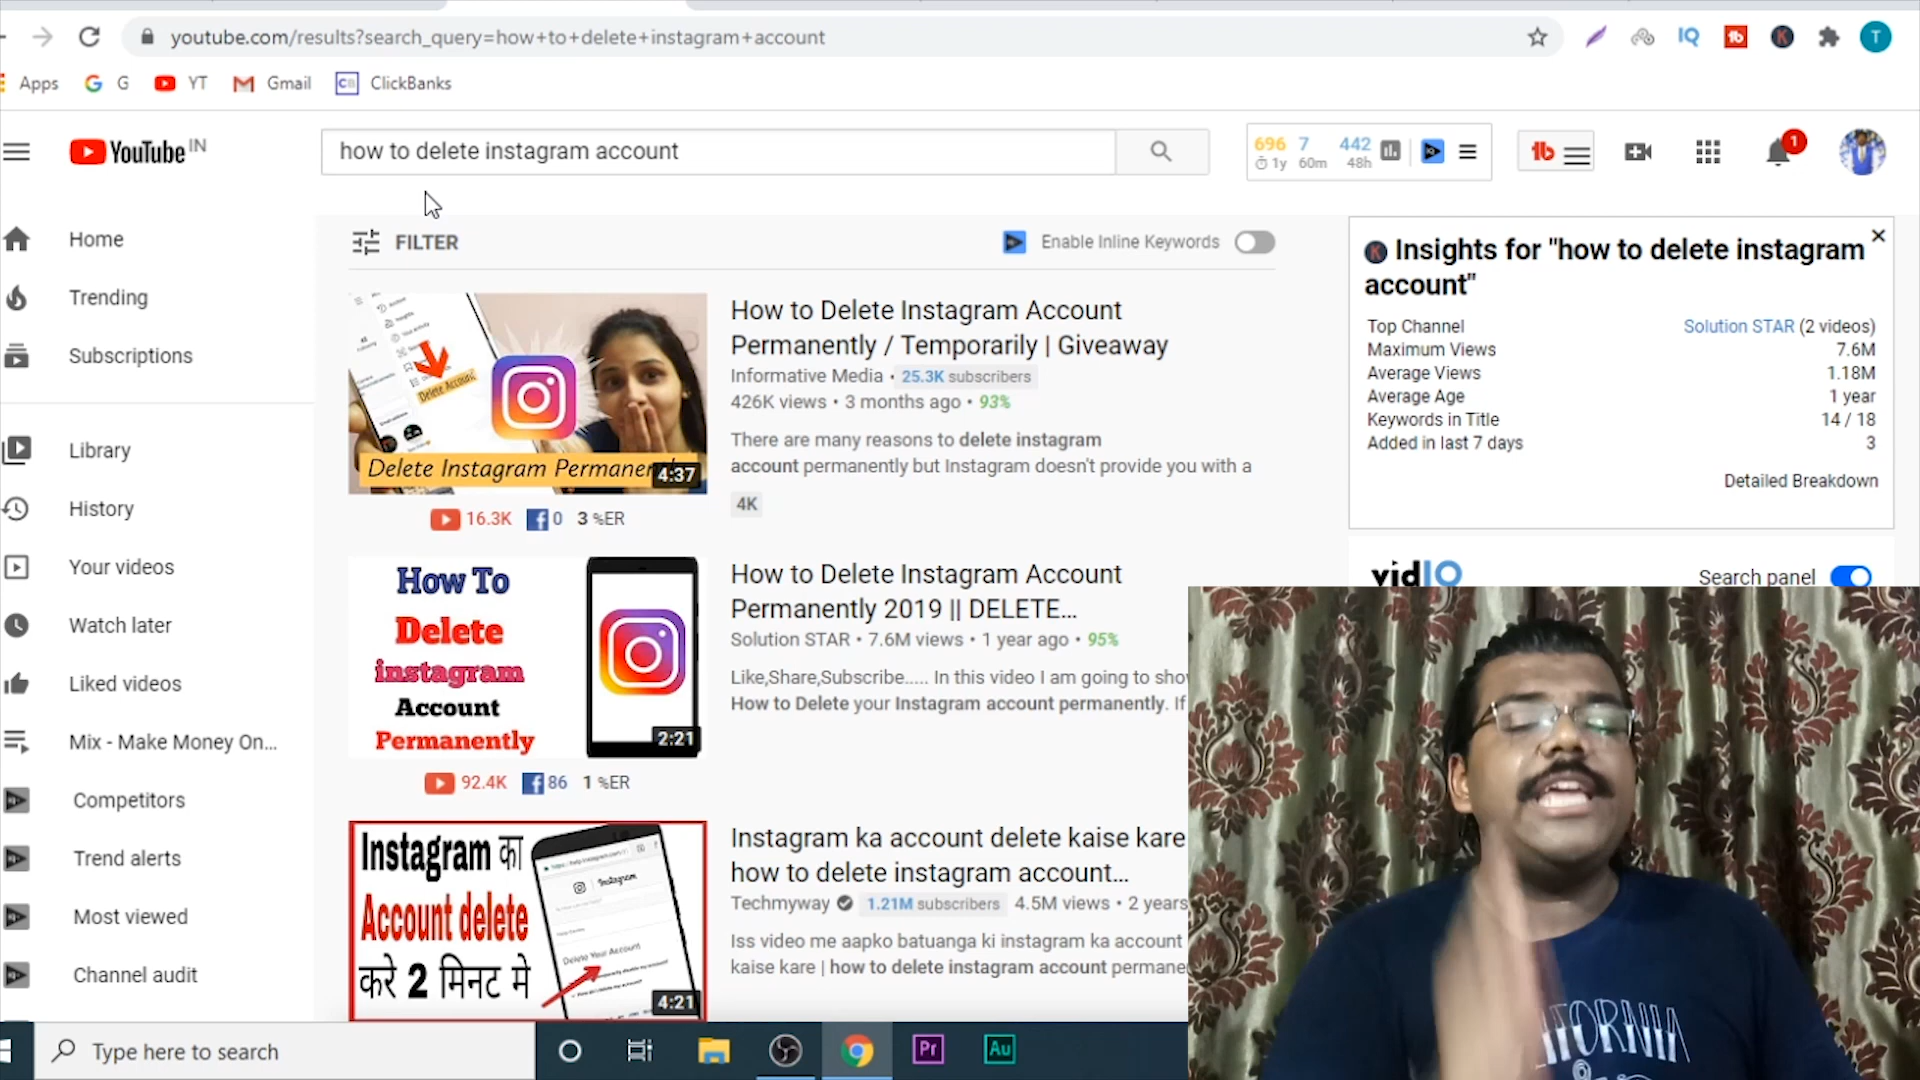 youtube.com/results?search_query=how+to+delete+instagram+account
T
Apps G YT Gmail CB ClickBanks
YouTube IN
how to delete instagram account
696 7 442
1y 60m 48h
1
Home
Trending
Subscriptions
Library
History
Your videos
Watch later
Liked videos
Mix - Make Money On...
Competitors
Trend alerts
Most viewed
Channel audit
FILTER
Enable Inline Keywords
Delete Account
Delete Instagram Permanen
4:37
16.3K 0 3 %ER
How to Delete Instagram Account
Permanently / Temporarily | Giveaway
Informative Media • 25.3K subscribers
426K views • 3 months ago • 93%
There are many reasons to delete instagram
account permanently but Instagram doesn't provide you with a
4K
How To
Delete
instagram
Account
Permanently
2:21
92.4K 86 1 %ER
How to Delete Instagram Account
Permanently 2019 || DELETE...
Solution STAR • 7.6M views • 1 year ago • 95%
Like,Share,Subscribe..... In this video I am going to show
How to Delete your Instagram account permanently. If
Instagram का
Account delete
करे 2 मिनट मे
Instagram
Delete Your Account
4:21
Instagram ka account delete kaise kare
how to delete instagram account...
Techmyway 1.21M subscribers 4.5M views • 2 years
Iss video me aapko batuanga ki instagram ka account
kaise kare | how to delete instagram account permane
Insights for "how to delete instagram
account"
Top Channel Solution STAR (2 videos)
Maximum Views 7.6M
Average Views 1.18M
Average Age 1 year
Keywords in Title 14 / 18
Added in last 7 days 3
Detailed Breakdown
vidIQ
Search panel
Type here to search
Pr
Au